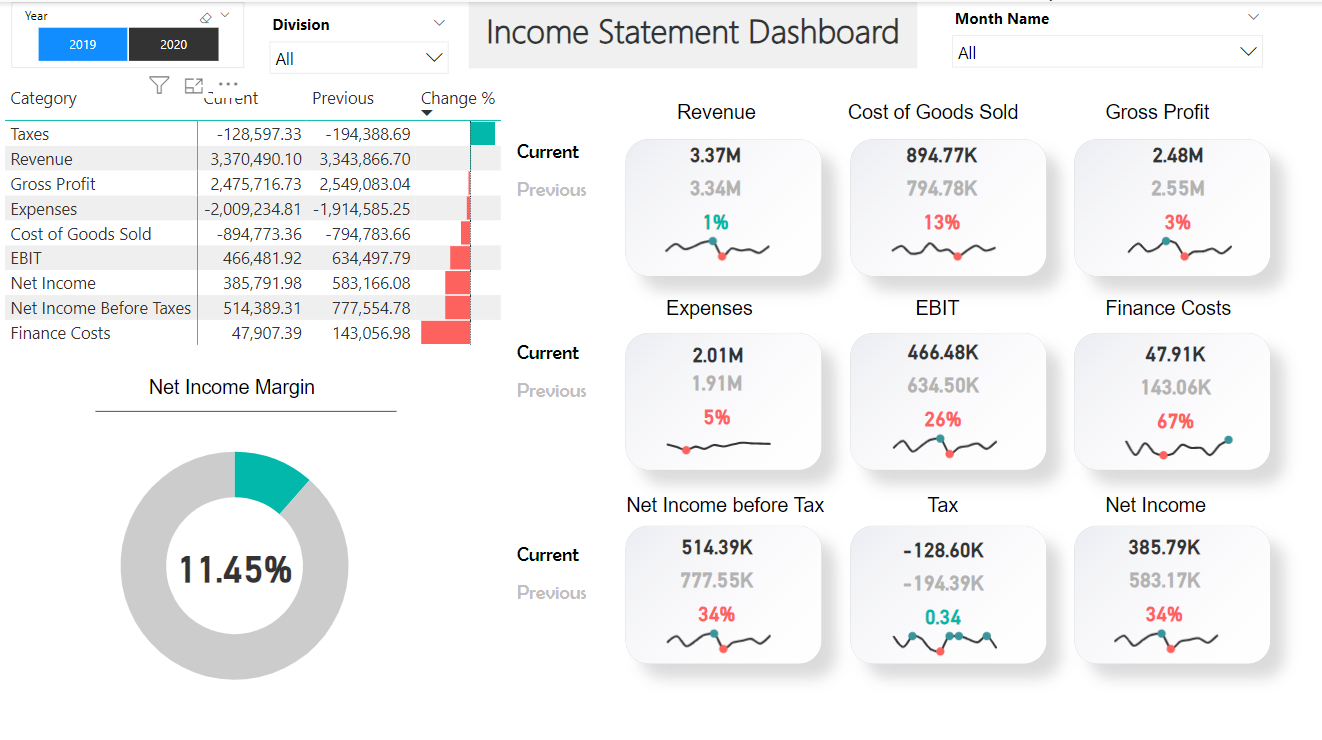 Year
2019 2020
Division
All
Income Statement Dashboard
Month Name
All
Category Current Previous Change %
Taxes -128,597.33 -194,388.69
Revenue 3,370,490.10 3,343,866.70
Gross Profit 2,475,716.73 2,549,083.04
Expenses -2,009,234.81 -1,914,585.25
Cost of Goods Sold -894,773.36 -794,783.66
EBIT 466,481.92 634,497.79
Net Income 385,791.98 583,166.08
Net Income Before Taxes 514,389.31 777,554.78
Finance Costs 47,907.39 143,056.98
Net Income Margin
11.45%
Revenue Cost of Goods Sold Gross Profit
Current 3.37M 894.77K 2.48M
Previous 3.34M 794.78K 2.55M
1% 13% 3%
Expenses EBIT Finance Costs
Current 2.01M 466.48K 47.91K
Previous 1.91M 634.50K 143.06K
5% 26% 67%
Net Income before Tax Tax Net Income
Current 514.39K -128.60K 385.79K
Previous 777.55K -194.39K 583.17K
34% 0.34 34%